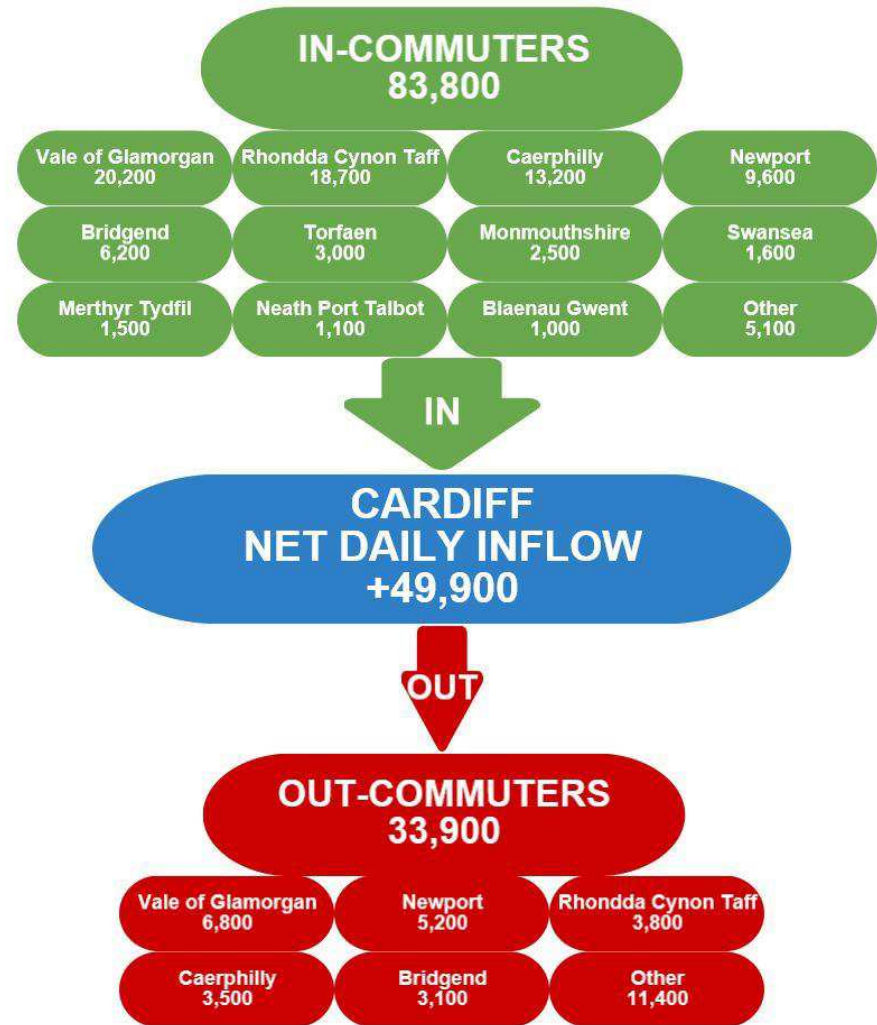 IN-COMMUTERS
83,800
Vale of Glamorgan
20,200
Rhondda Cynon Taff
18,700
Caerphilly
13,200
Newport
9,600
Bridgend
6,200
Torfaen
3,000
Monmouthshire
2,500
Swansea
1,600
Merthyr Tydfil
1,500
Neath Port Talbot
1,100
Blaenau Gwent
1,000
Other
5,100
IN
CARDIFF
NET DAILY INFLOW
+49,900
OUT
OUT-COMMUTERS
33,900
Vale of Glamorgan
6,800
Newport
5,200
Rhondda Cynon Taff
3,800
Caerphilly
3,500
Bridgend
3,100
Other
11,400